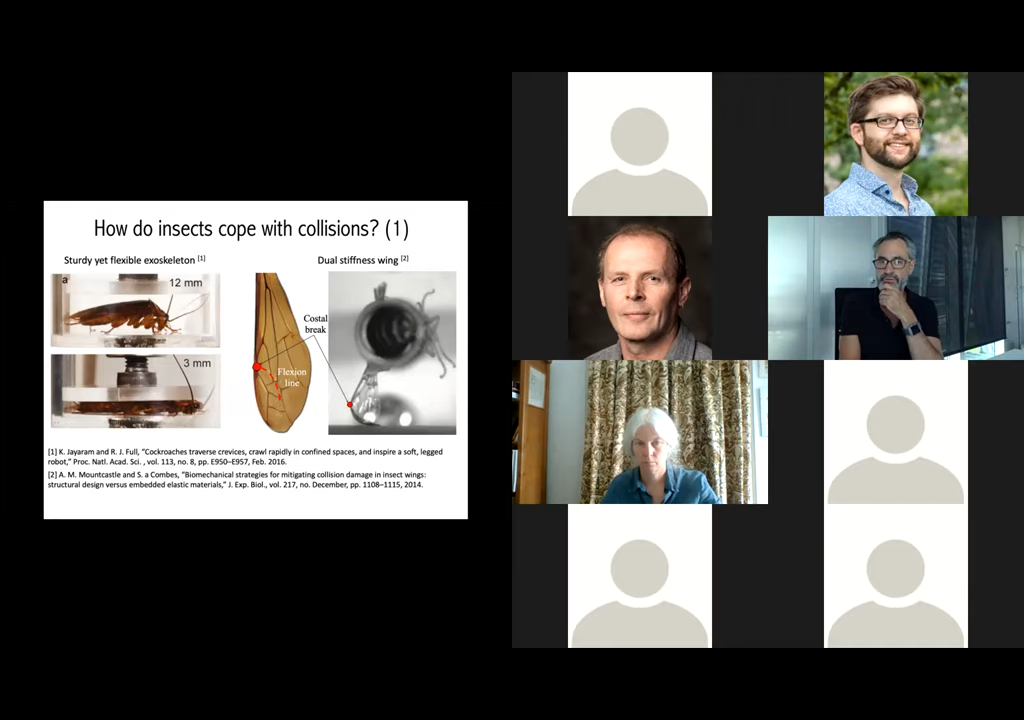 How do insects cope with collisions? (1)
Sturdy yet flexible exoskeleton [1]
Dual stiffness wing [2]
a
12 mm
3 mm
Costal
break
Flexion
line
[1] K. Jayaram and R. J. Full, “Cockroaches traverse crevices, crawl rapidly in confined spaces, and inspire a soft, legged
robot,” Proc. Natl. Acad. Sci. , vol. 113, no. 8, pp. E950–E957, Feb. 2016.
[2] A. M. Mountcastle and S. a Combes, “Biomechanical strategies for mitigating collision damage in insect wings:
structural design versus embedded elastic materials,” J. Exp. Biol., vol. 217, no. December, pp. 1108–1115, 2014.